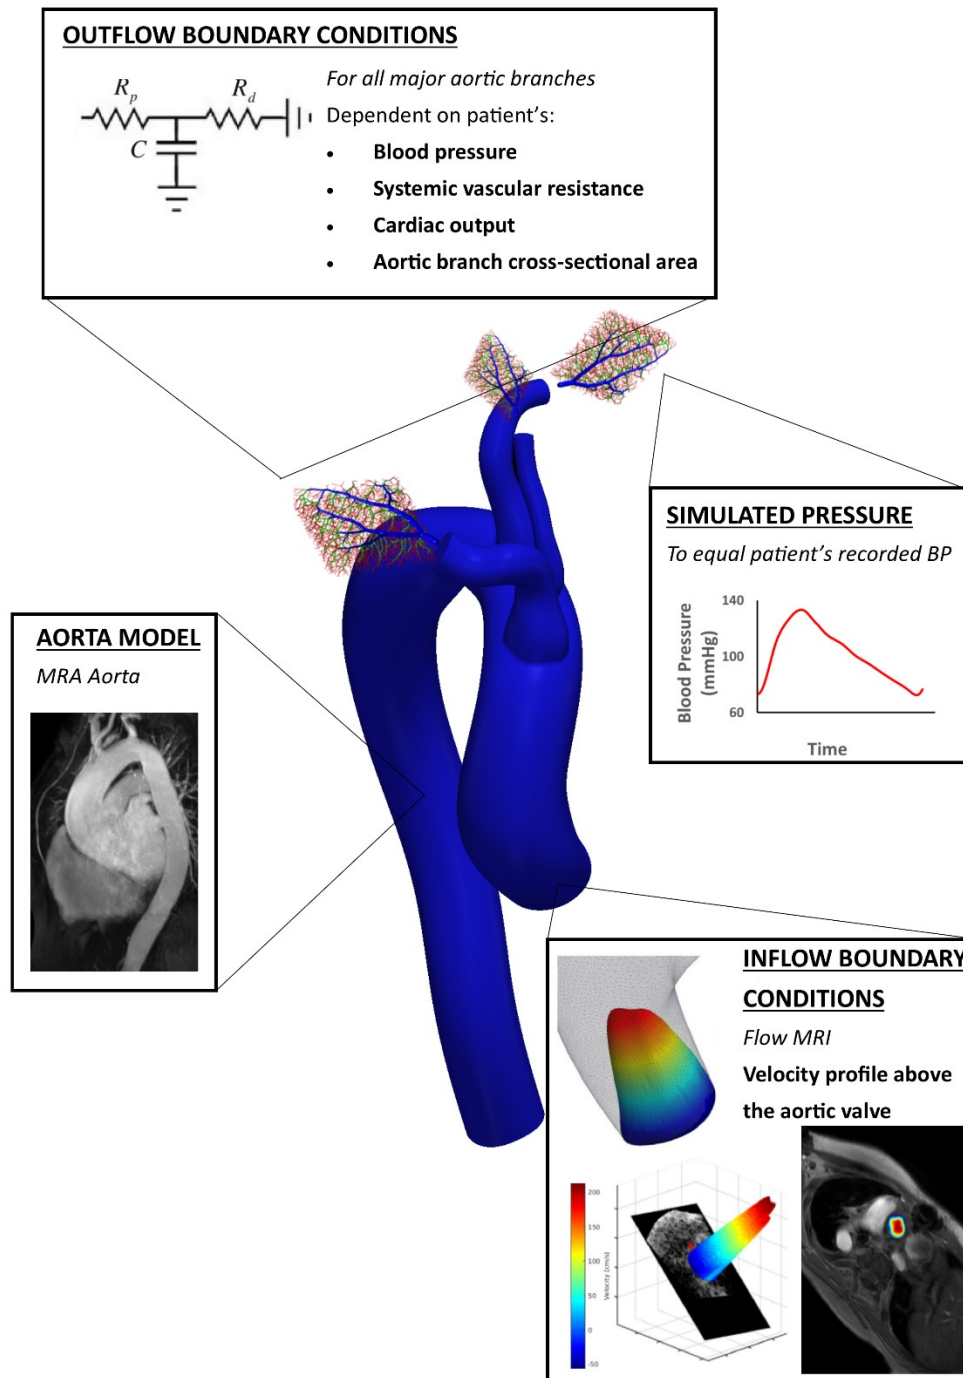 OUTFLOW BOUNDARY CONDITIONS
Rp
Rd
C
For all major aortic branches
Dependent on patient's:
• Blood pressure
• Systemic vascular resistance
• Cardiac output
• Aortic branch cross-sectional area
SIMULATED PRESSURE
To equal patient's recorded BP
Blood Pressure
(mmHg)
140
100
60
Time
AORTA MODEL
MRA Aorta
INFLOW BOUNDARY
CONDITIONS
Flow MRI
Velocity profile above
the aortic valve
200
150
100
50
0
-50
Velocity (cm/s)